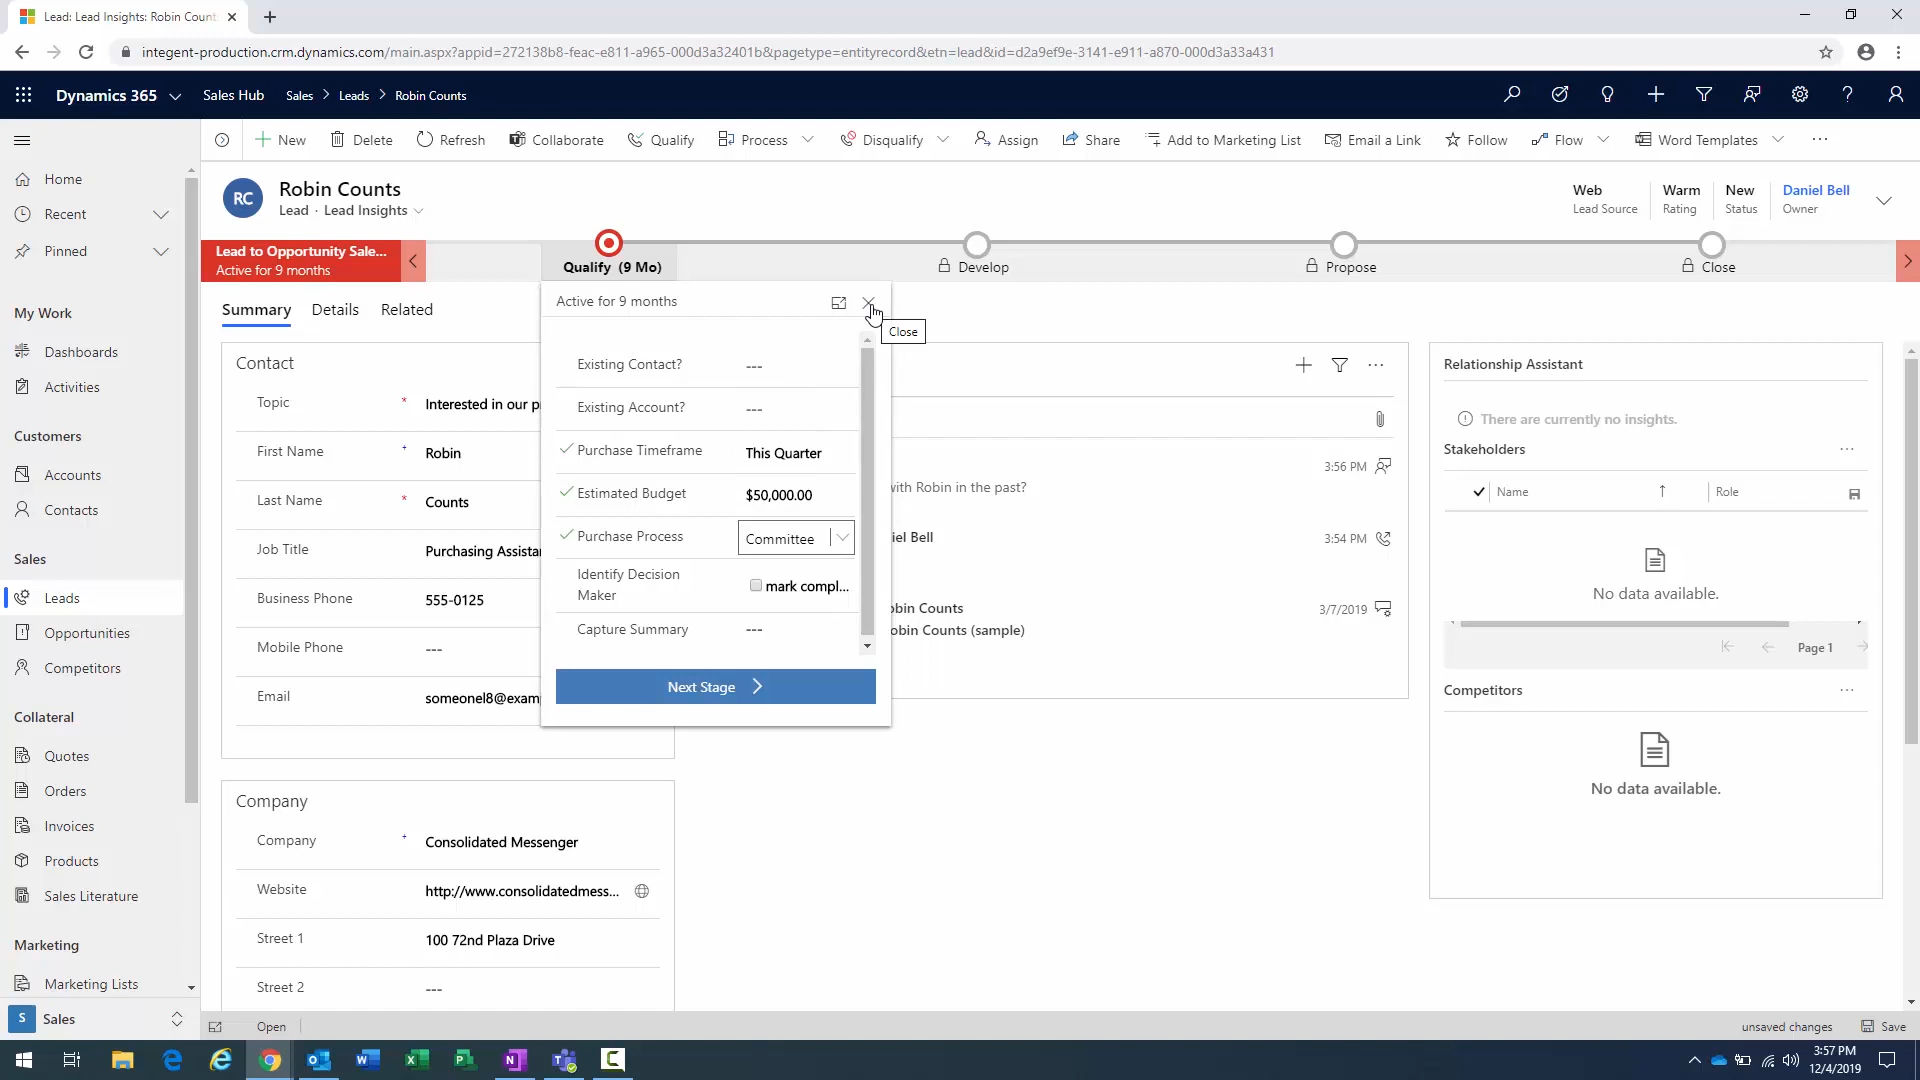 Lead: Lead Insights: Robin Count
integent-production.crm.dynamics.com/main.aspx?appid=272138b8-feac-e811-a965-000d3a32401b&pagetype=entityrecord&etn=lead&id=d2a9ef9e-3141-e911-a870-000d3a33a431
Dynamics 365 Sales Hub Sales > Leads > Robin Counts
New Delete Refresh Collaborate Qualify Process Disqualify Assign Share Add to Marketing List Email a Link Follow Flow Word Templates
Home
Recent
Pinned
My Work
Dashboards
Activities
Customers
Accounts
Contacts
Sales
Leads
Opportunities
Competitors
Collateral
Quotes
Orders
Invoices
Products
Sales Literature
Marketing
Marketing Lists
S Sales
RC
Robin Counts
Lead · Lead Insights
Web
Lead Source
Warm
Rating
New
Status
Daniel Bell
Owner
Lead to Opportunity Sale...
Active for 9 months
Qualify (9 Mo)
Develop
Propose
Close
Summary Details Related
Contact
Topic * Interested in our p
First Name + Robin
Last Name * Counts
Job Title Purchasing Assista
Business Phone 555-0125
Mobile Phone ---
Email someonel8@exam
Company
Company + Consolidated Messenger
Website http://www.consolidatedmess...
Street 1 100 72nd Plaza Drive
Street 2 ---
Active for 9 months
Close
Existing Contact? ---
Existing Account? ---
Purchase Timeframe This Quarter
Estimated Budget $50,000.00
Purchase Process Committee
Identify Decision
Maker
mark compl...
Capture Summary ---
Next Stage
3:56 PM
with Robin in the past?
iel Bell 3:54 PM
obin Counts 3/7/2019
obin Counts (sample)
Relationship Assistant
There are currently no insights.
Stakeholders
Name Role
No data available.
Page 1
Competitors
No data available.
Open
unsaved changes Save
3:57 PM
12/4/2019